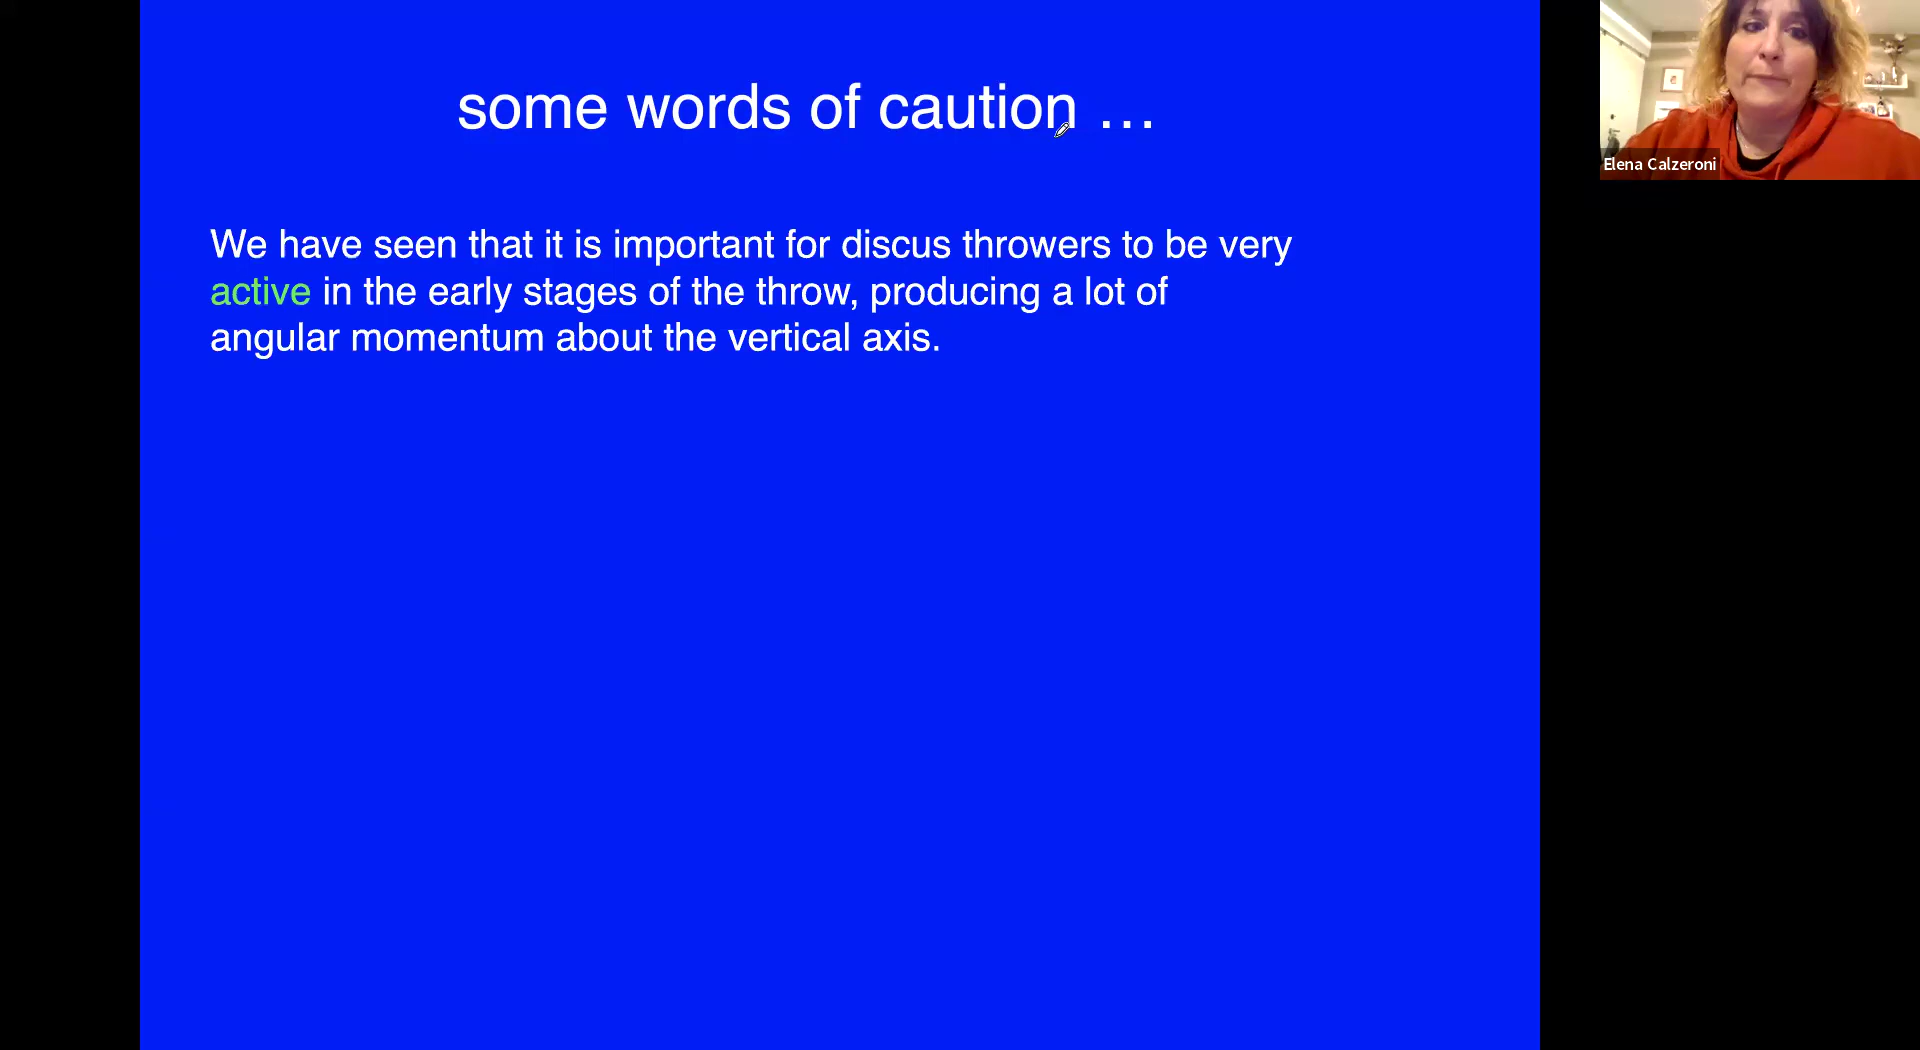 some words of caution …
Elena Calzeroni
We have seen that it is important for discus throwers to be very
active in the early stages of the throw, producing a lot of
angular momentum about the vertical axis.